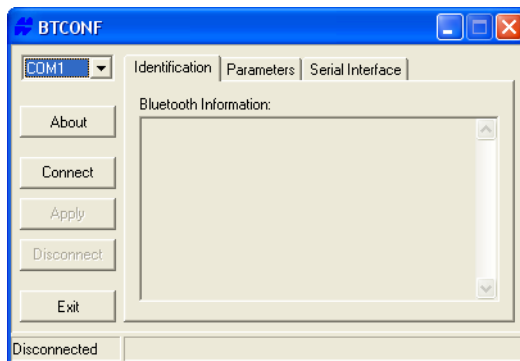 BTCONF
COM1
Identification
Parameters
Serial Interface
Bluetooth Information:
About
Connect
Apply
Disconnect
Exit
Disconnected